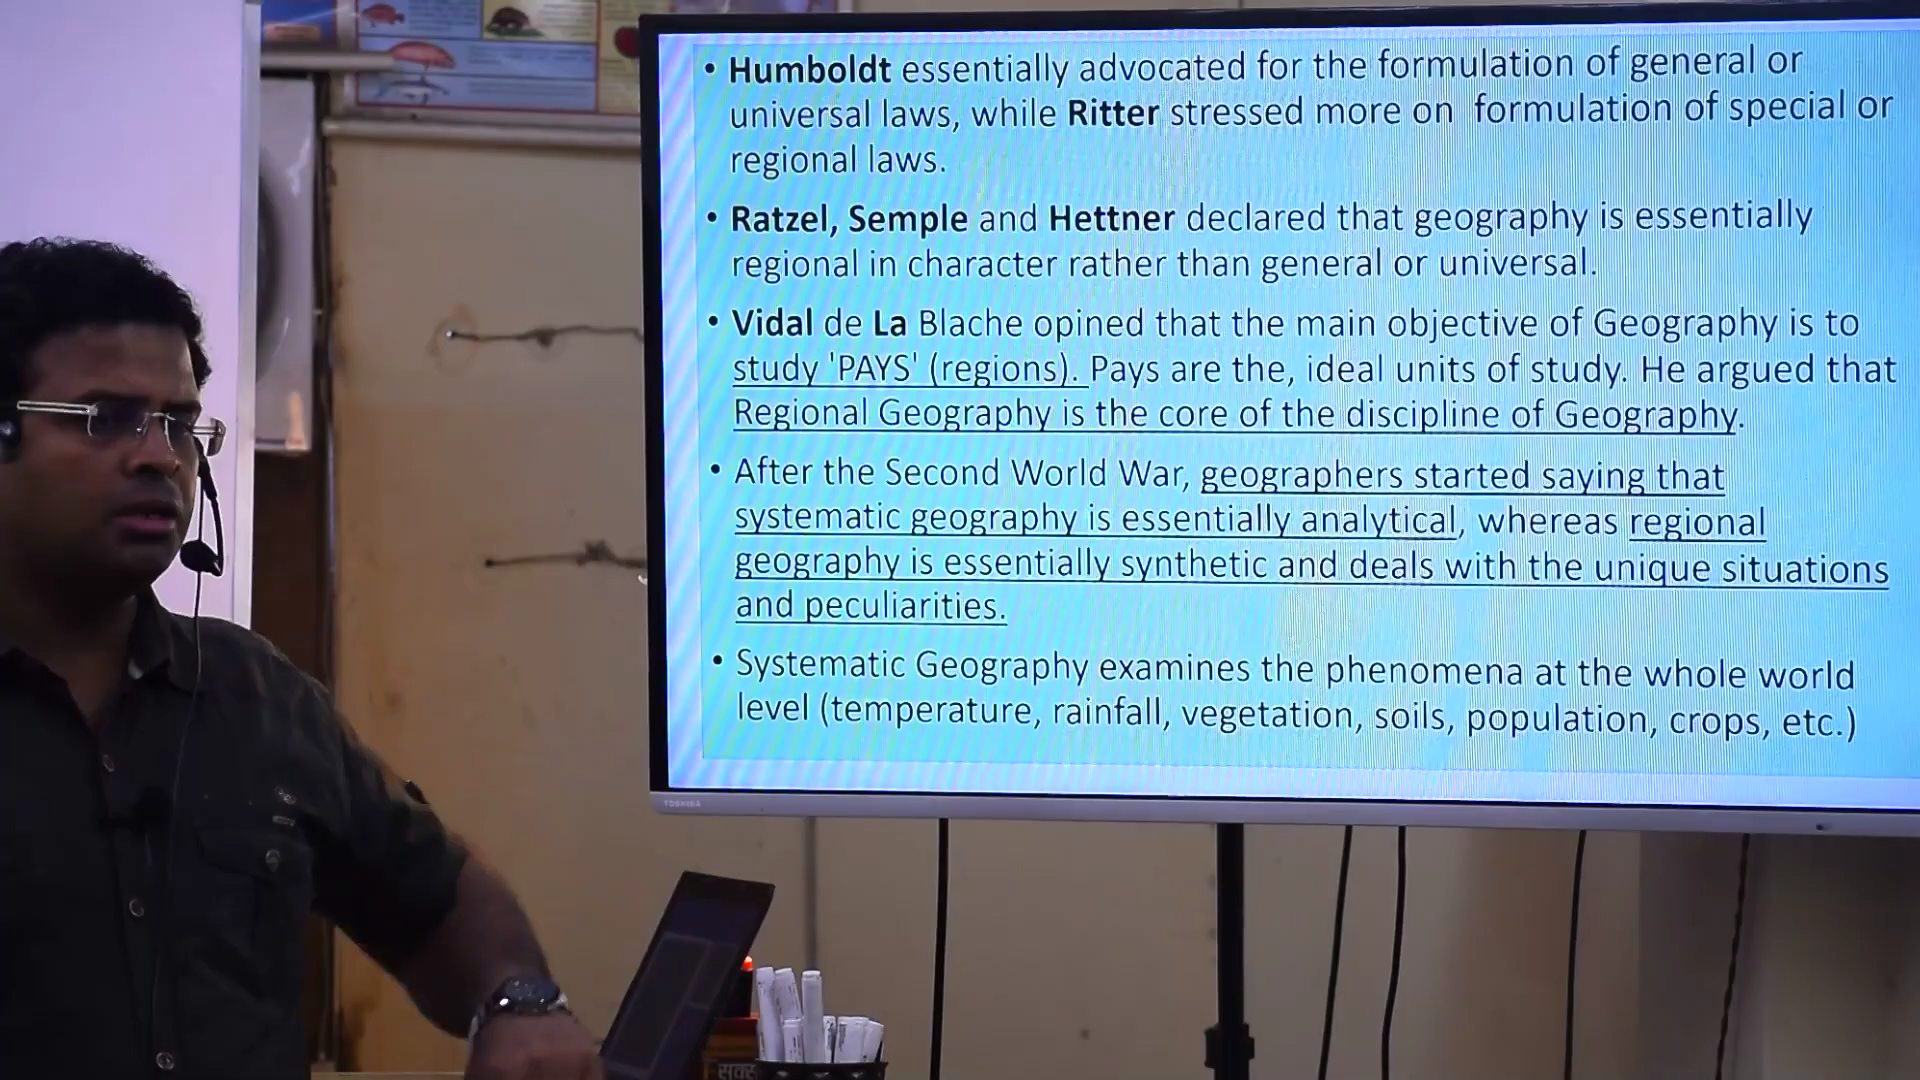 • Humboldt essentially advocated for the formulation of general or
universal laws, while Ritter stressed more on formulation of special or
regional laws.
• Ratzel, Semple and Hettner declared that geography is essentially
regional in character rather than general or universal.
• Vidal de La Blache opined that the main objective of Geography is to
study 'PAYS' (regions). Pays are the, ideal units of study. He argued that
Regional Geography is the core of the discipline of Geography.
• After the Second World War, geographers started saying that
systematic geography is essentially analytical, whereas regional
geography is essentially synthetic and deals with the unique situations
and peculiarities.
• Systematic Geography examines the phenomena at the whole world
level (temperature, rainfall, vegetation, soils, population, crops, etc.)
TOSHIBA